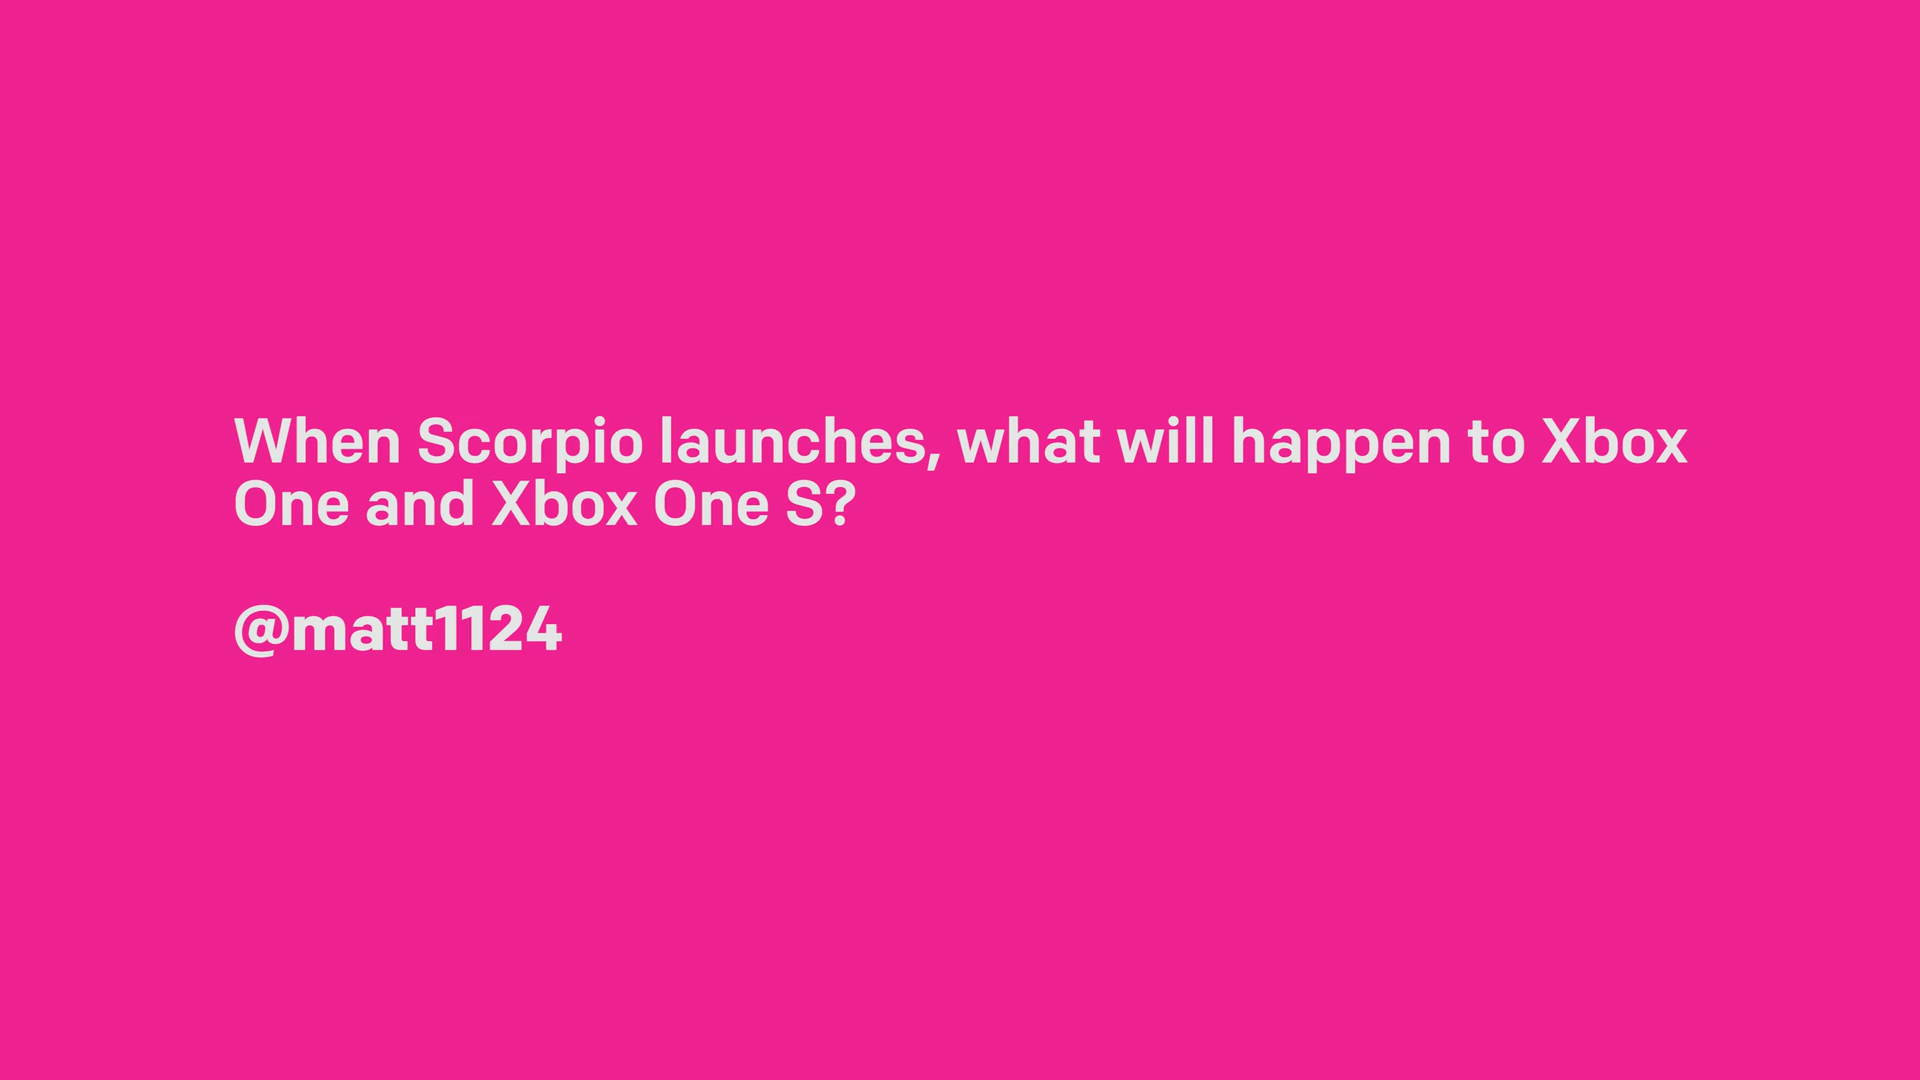 When Scorpio launches, what will happen to Xbox
One and Xbox One S?
@matt1124